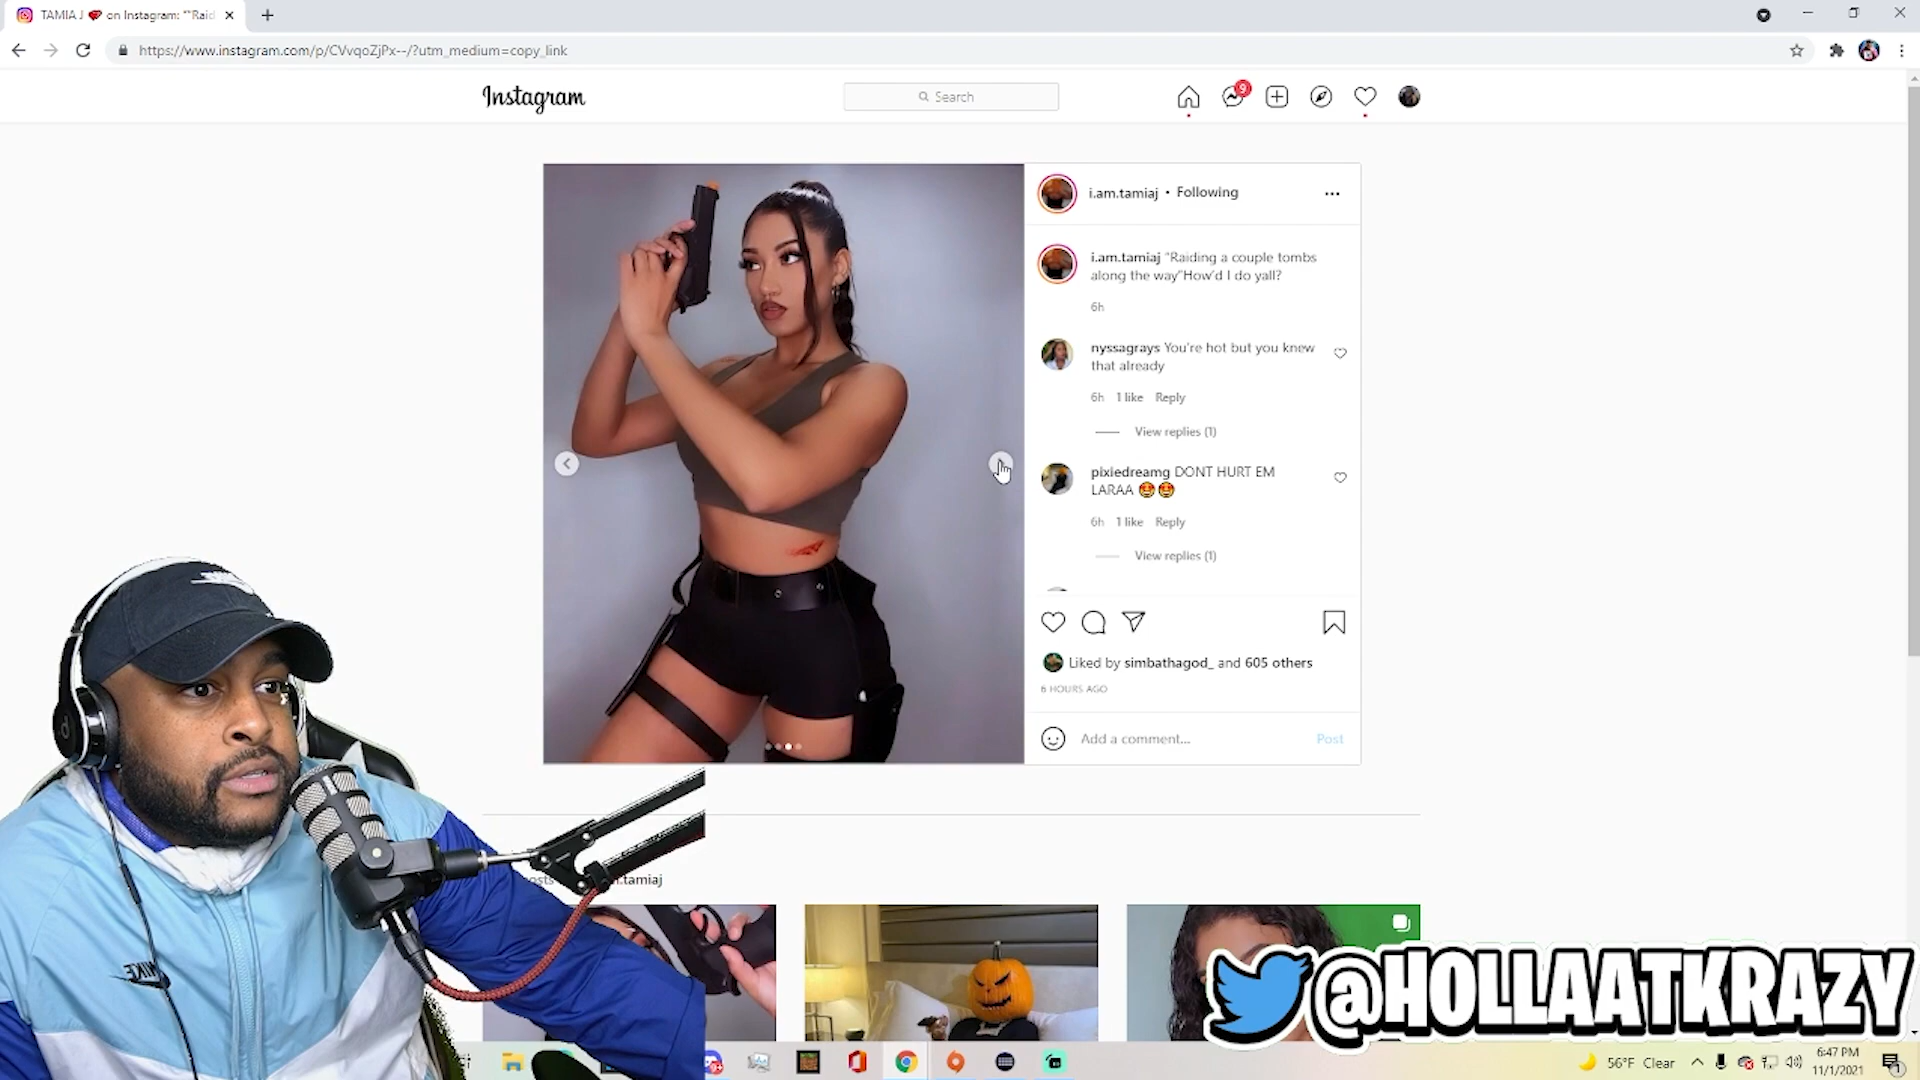 TAMIA J ❤️ on Instagram: "“Raid
https://www.instagram.com/p/CVvqoZjPx--/?utm_medium=copy_link
Instagram
Search
9
i.am.tamiaj • Following
i.am.tamiaj “Raiding a couple tombs
along the way”How’d I do yall?
6h
nyssagrays You’re hot but you knew
that already
6h 1 like Reply
View replies (1)
pixiedreamg DONT HURT EM
LARAA 🤩🤩
6h 1 like Reply
View replies (1)
Liked by simbathagod_ and 605 others
6 HOURS AGO
Add a comment... Post
.tamiaj
NIKE
@HOLLAATKRAZY
56°F Clear
6:47 PM
11/1/2021